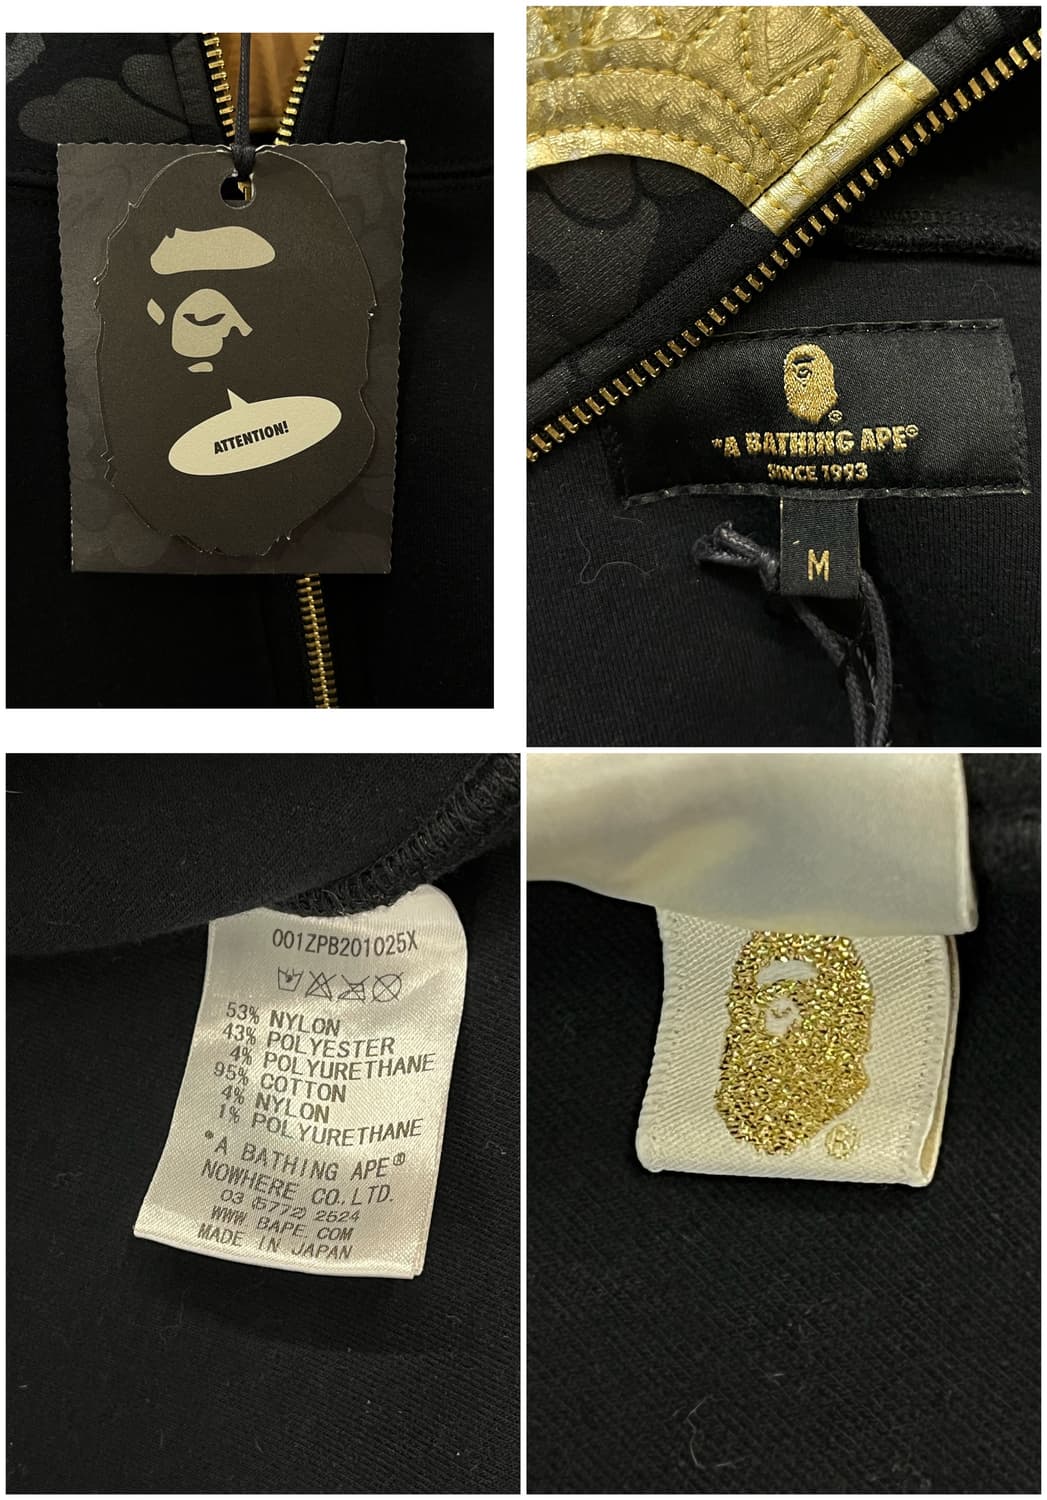 ATTENTION!
"A BATHING APE®
SINCE 1993
M
001ZPB201025X
53% NYLON
43% POLYESTER
4% POLYURETHANE
95% COTTON
4% NYLON
1% POLYURETHANE
*A BATHING APE®
NOWHERE CO., LTD.
03 (5772) 2524
WWW. BAPE. COM
MADE IN JAPAN
®